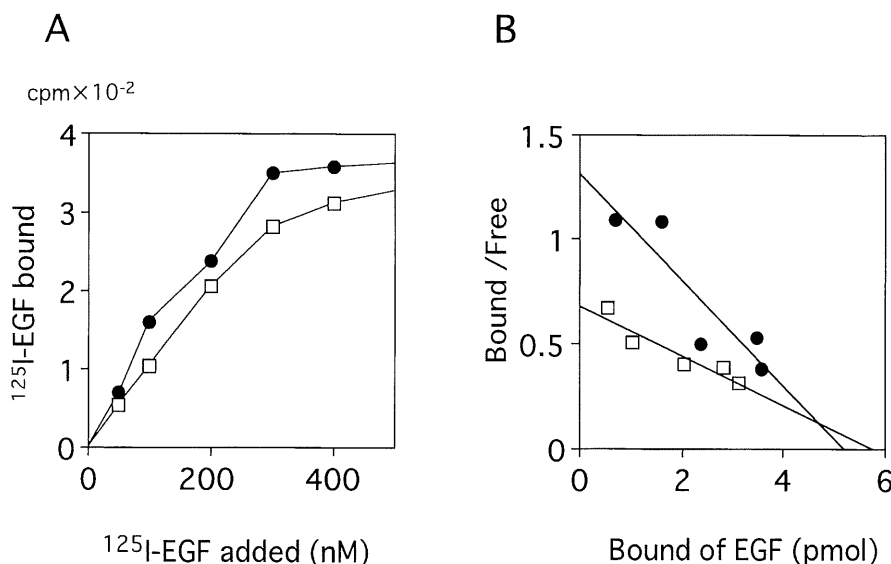 A
cpm×10⁻²
4
3
2
1
0
0 200 400
¹²⁵I-EGF bound
¹²⁵I-EGF added (nM)
B
1.5
1
0.5
0
0 2 4 6
Bound /Free
Bound of EGF (pmol)